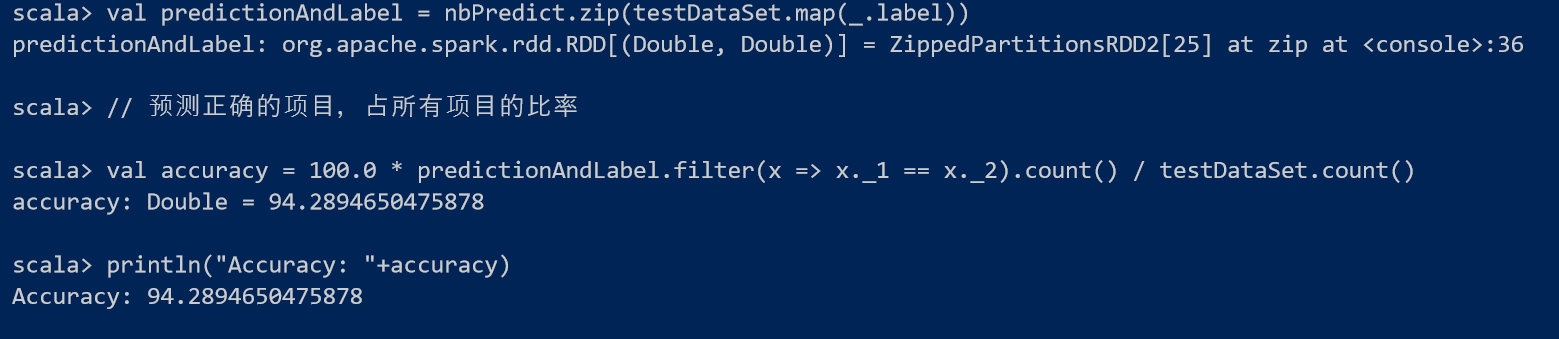 scala> val predictionAndLabel = nbPredict.zip(testDataSet.map(_.label))
predictionAndLabel: org.apache.spark.rdd.RDD[(Double, Double)] = ZippedPartitionsRDD2[25] at zip at <console>:36
scala> // 预测正确的项目, 占所有项目的比率
scala> val accuracy = 100.0 * predictionAndLabel.filter(x => x._1 == x._2).count() / testDataSet.count()
accuracy: Double = 94.2894650475878
scala> println("Accuracy: "+accuracy)
Accuracy: 94.2894650475878